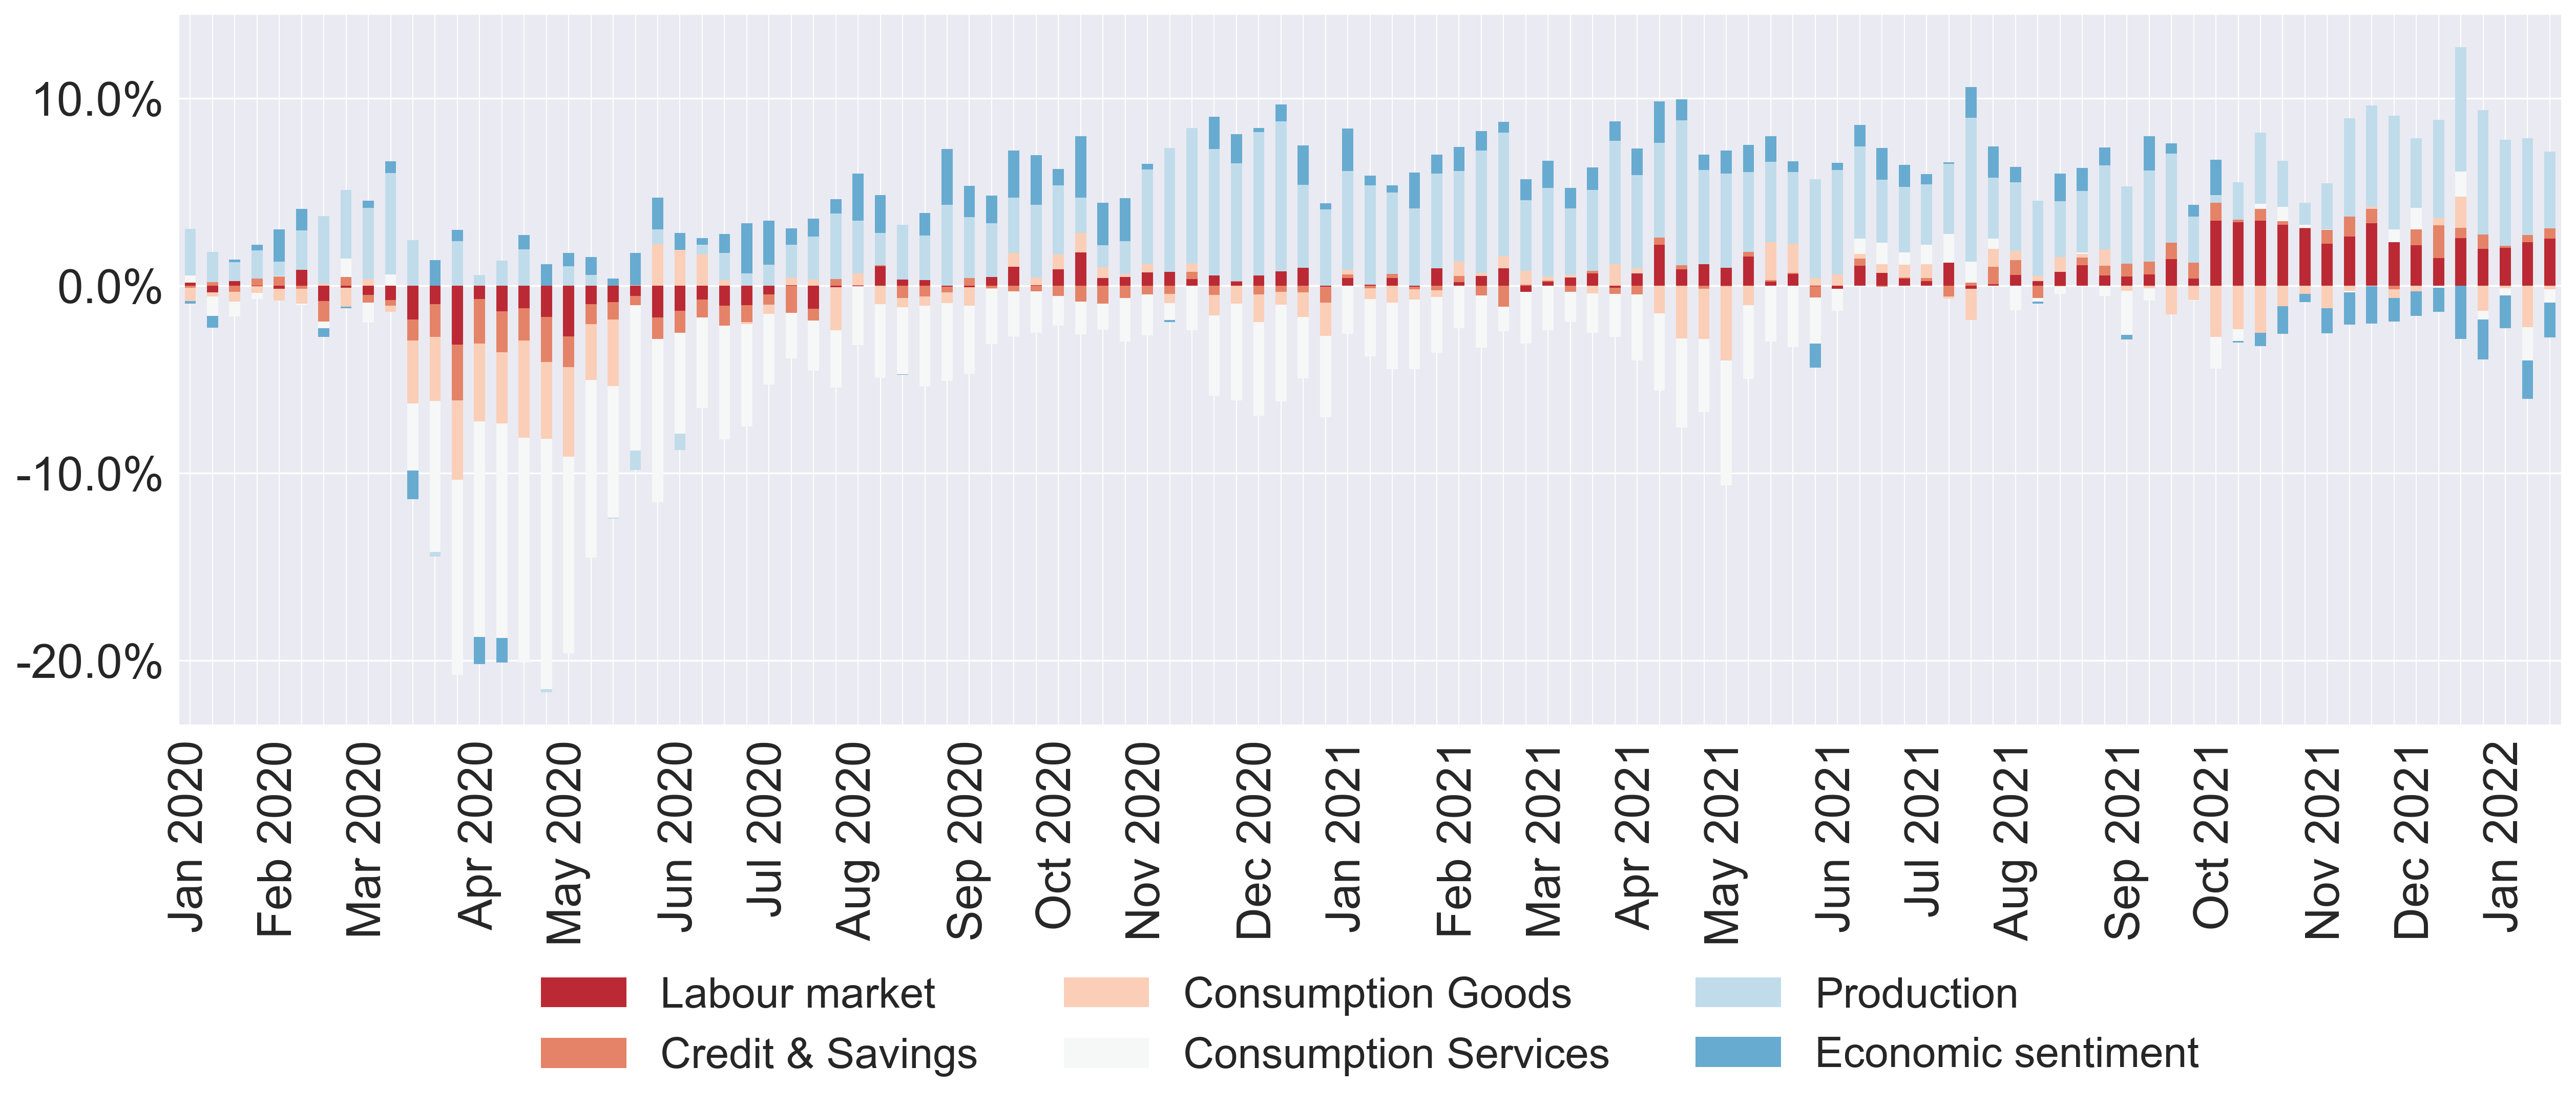 10.0%
0.0%
-10.0%
-20.0%
Jan 2020
Feb 2020
Mar 2020
Apr 2020
May 2020
Jun 2020
Jul 2020
Aug 2020
Sep 2020
Oct 2020
Nov 2020
Dec 2020
Jan 2021
Feb 2021
Mar 2021
Apr 2021
May 2021
Jun 2021
Jul 2021
Aug 2021
Sep 2021
Oct 2021
Nov 2021
Dec 2021
Jan 2022
Labour market
Credit & Savings
Consumption Goods
Consumption Services
Production
Economic sentiment